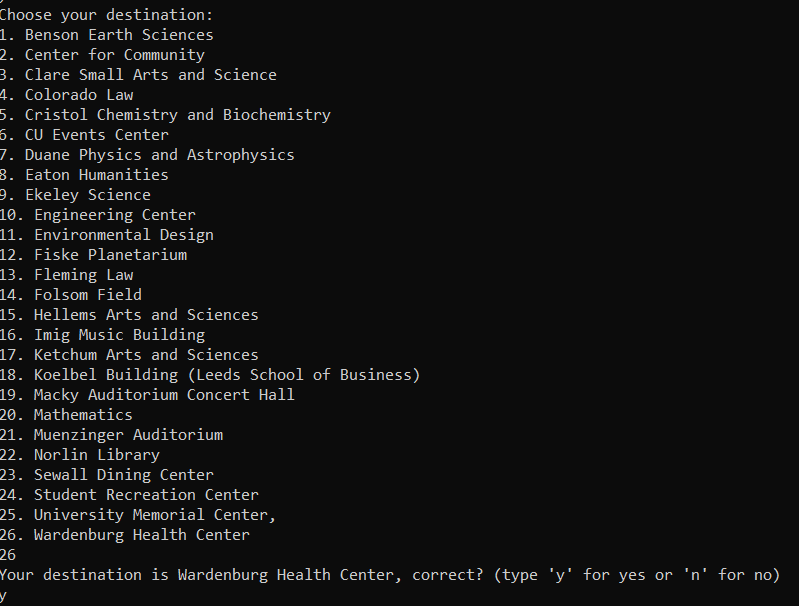 Choose your destination:
1. Benson Earth Sciences
2. Center for Community
3. Clare Small Arts and Science
4. Colorado Law
5. Cristol Chemistry and Biochemistry
6. CU Events Center
7. Duane Physics and Astrophysics
8. Eaton Humanities
9. Ekeley Science
10. Engineering Center
11. Environmental Design
12. Fiske Planetarium
13. Fleming Law
14. Folsom Field
15. Hellems Arts and Sciences
16. Imig Music Building
17. Ketchum Arts and Sciences
18. Koelbel Building (Leeds School of Business)
19. Macky Auditorium Concert Hall
20. Mathematics
21. Muenzinger Auditorium
22. Norlin Library
23. Sewall Dining Center
24. Student Recreation Center
25. University Memorial Center,
26. Wardenburg Health Center
26
Your destination is Wardenburg Health Center, correct? (type 'y' for yes or 'n' for no)
y